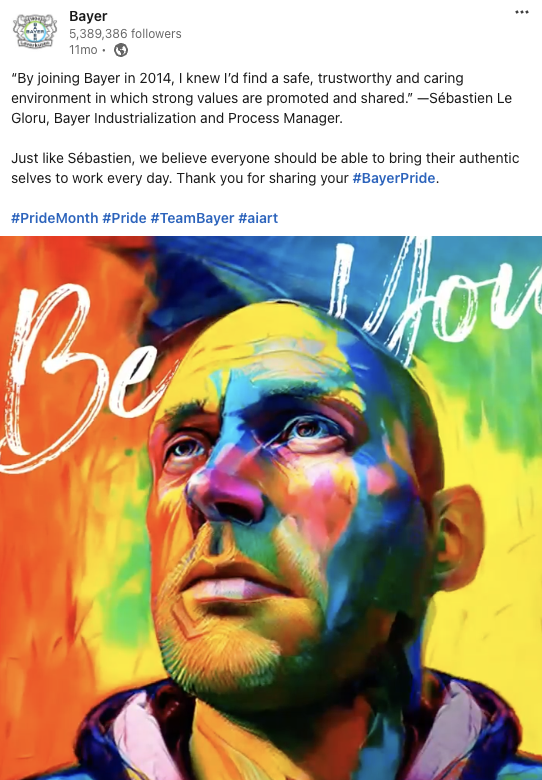 Bayer
5,389,386 followers
11mo •
“By joining Bayer in 2014, I knew I’d find a safe, trustworthy and caring
environment in which strong values are promoted and shared.” —Sébastien Le
Gloru, Bayer Industrialization and Process Manager.
Just like Sébastien, we believe everyone should be able to bring their authentic
selves to work every day. Thank you for sharing your #BayerPride.
#PrideMonth #Pride #TeamBayer #aiart
Be You